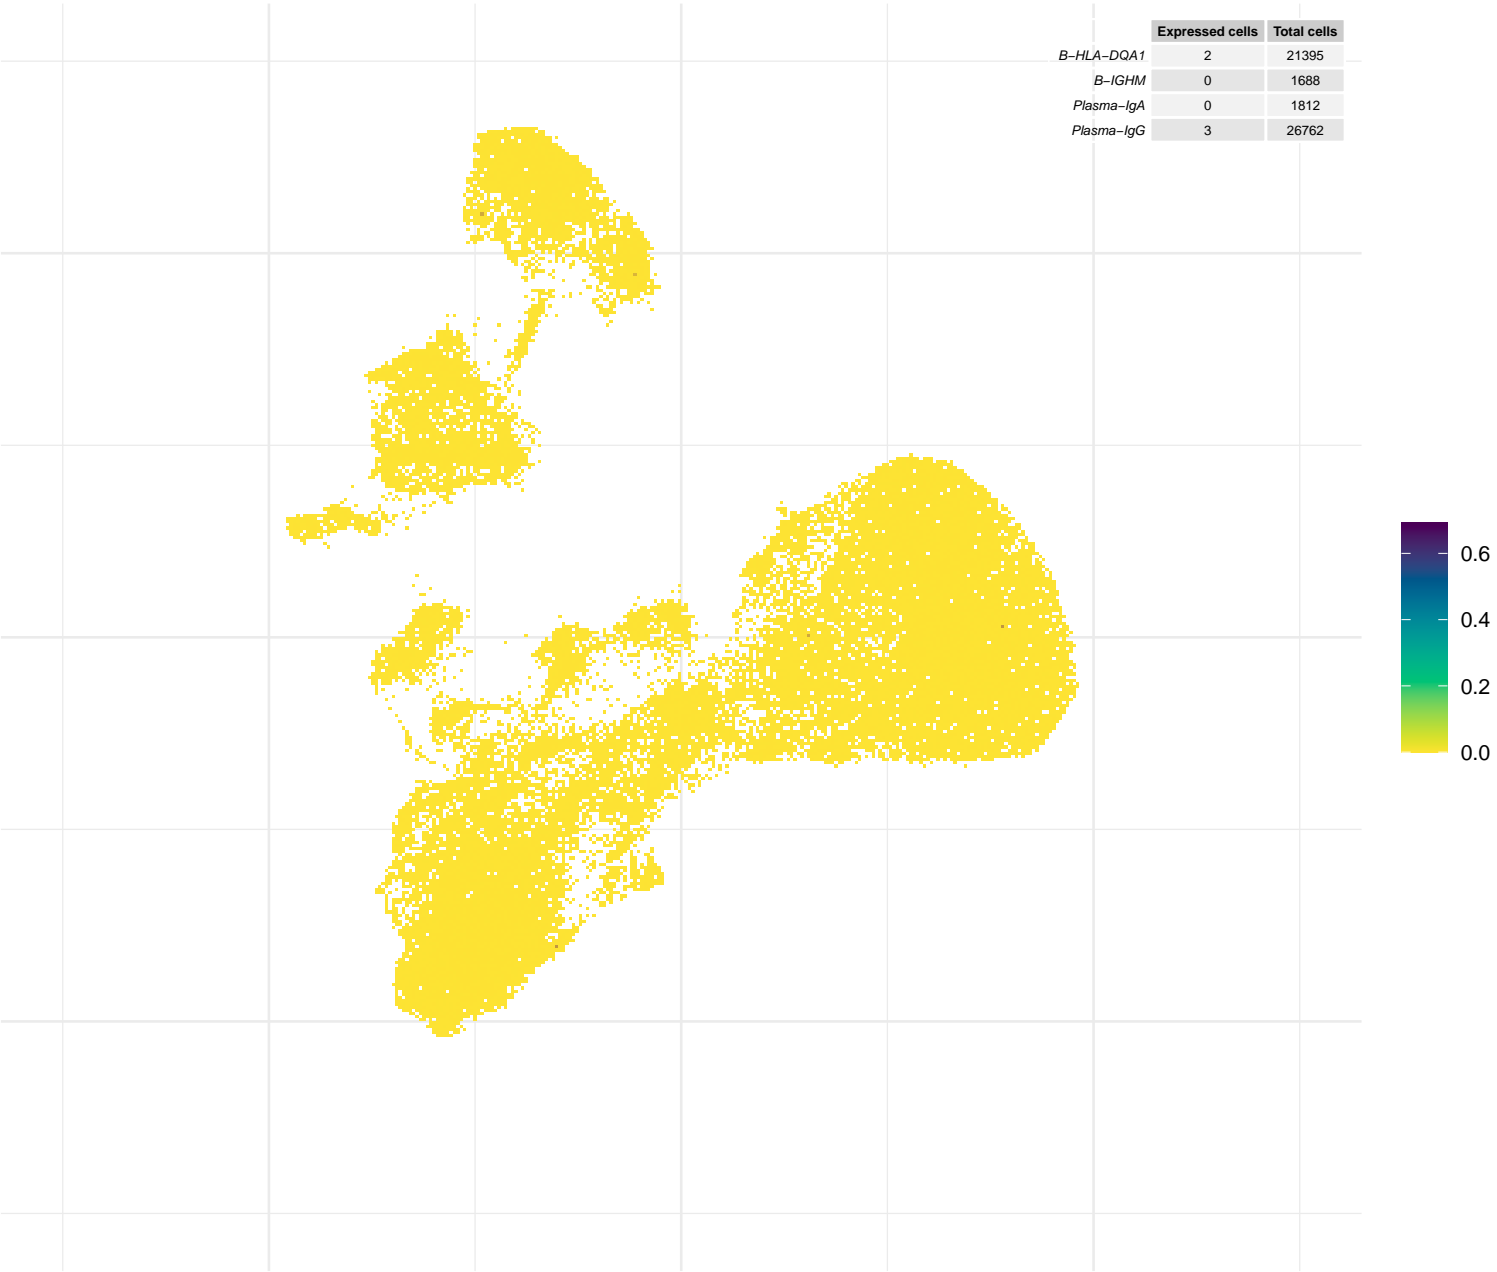 Expressed cells Total cells
B−HLA−DQA1 2 21395
B−IGHM 0 1688
Plasma−IgA 0 1812
Plasma−IgG 3 26762
0.6
0.4
0.2
0.0